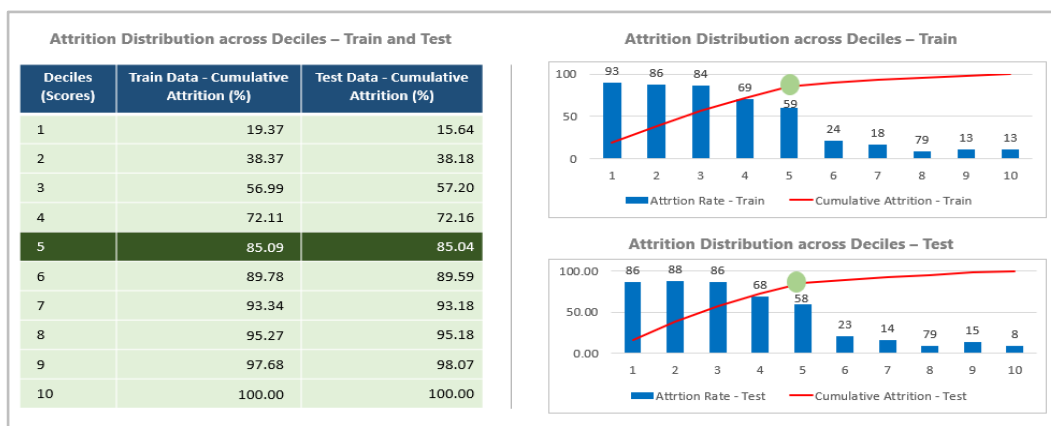 Attrition Distribution across Deciles – Train and Test
Deciles (Scores) Train Data - Cumulative Attrition (%) Test Data - Cumulative Attrition (%)
1 19.37 15.64
2 38.37 38.18
3 56.99 57.20
4 72.11 72.16
5 85.09 85.04
6 89.78 89.59
7 93.34 93.18
8 95.27 95.18
9 97.68 98.07
10 100.00 100.00
Attrition Distribution across Deciles – Train
100
50
0
93 86 84 69 59 24 18 79 13 13
1 2 3 4 5 6 7 8 9 10
Attrtion Rate - Train Cumulative Attrition - Train
Attrition Distribution across Deciles – Test
100.00
50.00
0.00
86 88 86 68 58 23 14 79 15 8
1 2 3 4 5 6 7 8 9 10
Attrtion Rate - Test Cumulative Attrition - Test